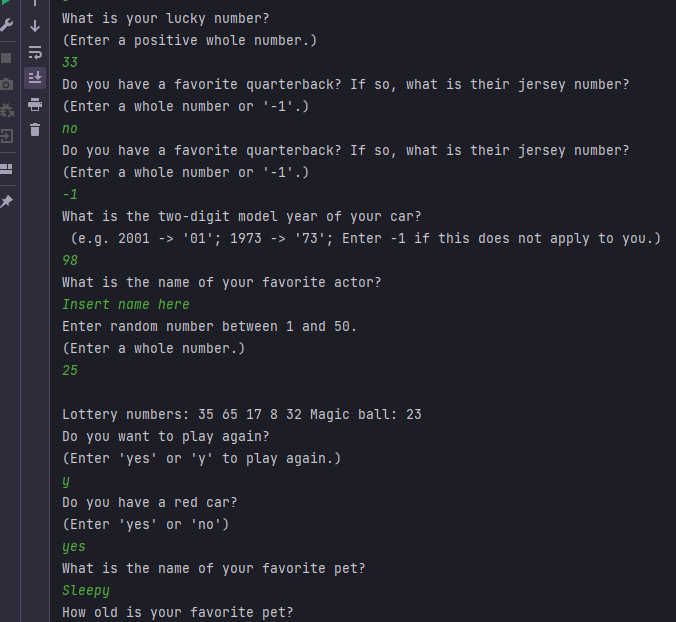 What is your lucky number?
(Enter a positive whole number.)
33
Do you have a favorite quarterback? If so, what is their jersey number?
(Enter a whole number or '-1'.)
no
Do you have a favorite quarterback? If so, what is their jersey number?
(Enter a whole number or '-1'.)
-1
What is the two-digit model year of your car?
(e.g. 2001 -> '01'; 1973 -> '73'; Enter -1 if this does not apply to you.)
98
What is the name of your favorite actor?
Insert name here
Enter random number between 1 and 50.
(Enter a whole number.)
25
Lottery numbers: 35 65 17 8 32 Magic ball: 23
Do you want to play again?
(Enter 'yes' or 'y' to play again.)
y
Do you have a red car?
(Enter 'yes' or 'no')
yes
What is the name of your favorite pet?
Sleepy
How old is your favorite pet?